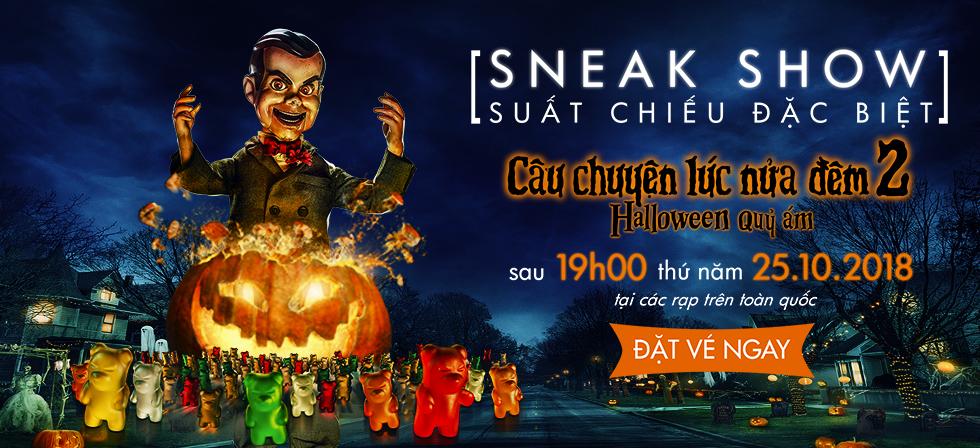 [SNEAK SHOW
SUẤT CHIẾU ĐẶC BIỆT]
Câu chuyện lúc nửa đêm 2
Halloween quỷ ám
sau 19h00 thứ năm 25.10.2018
tại các rạp trên toàn quốc
ĐẶT VÉ NGAY